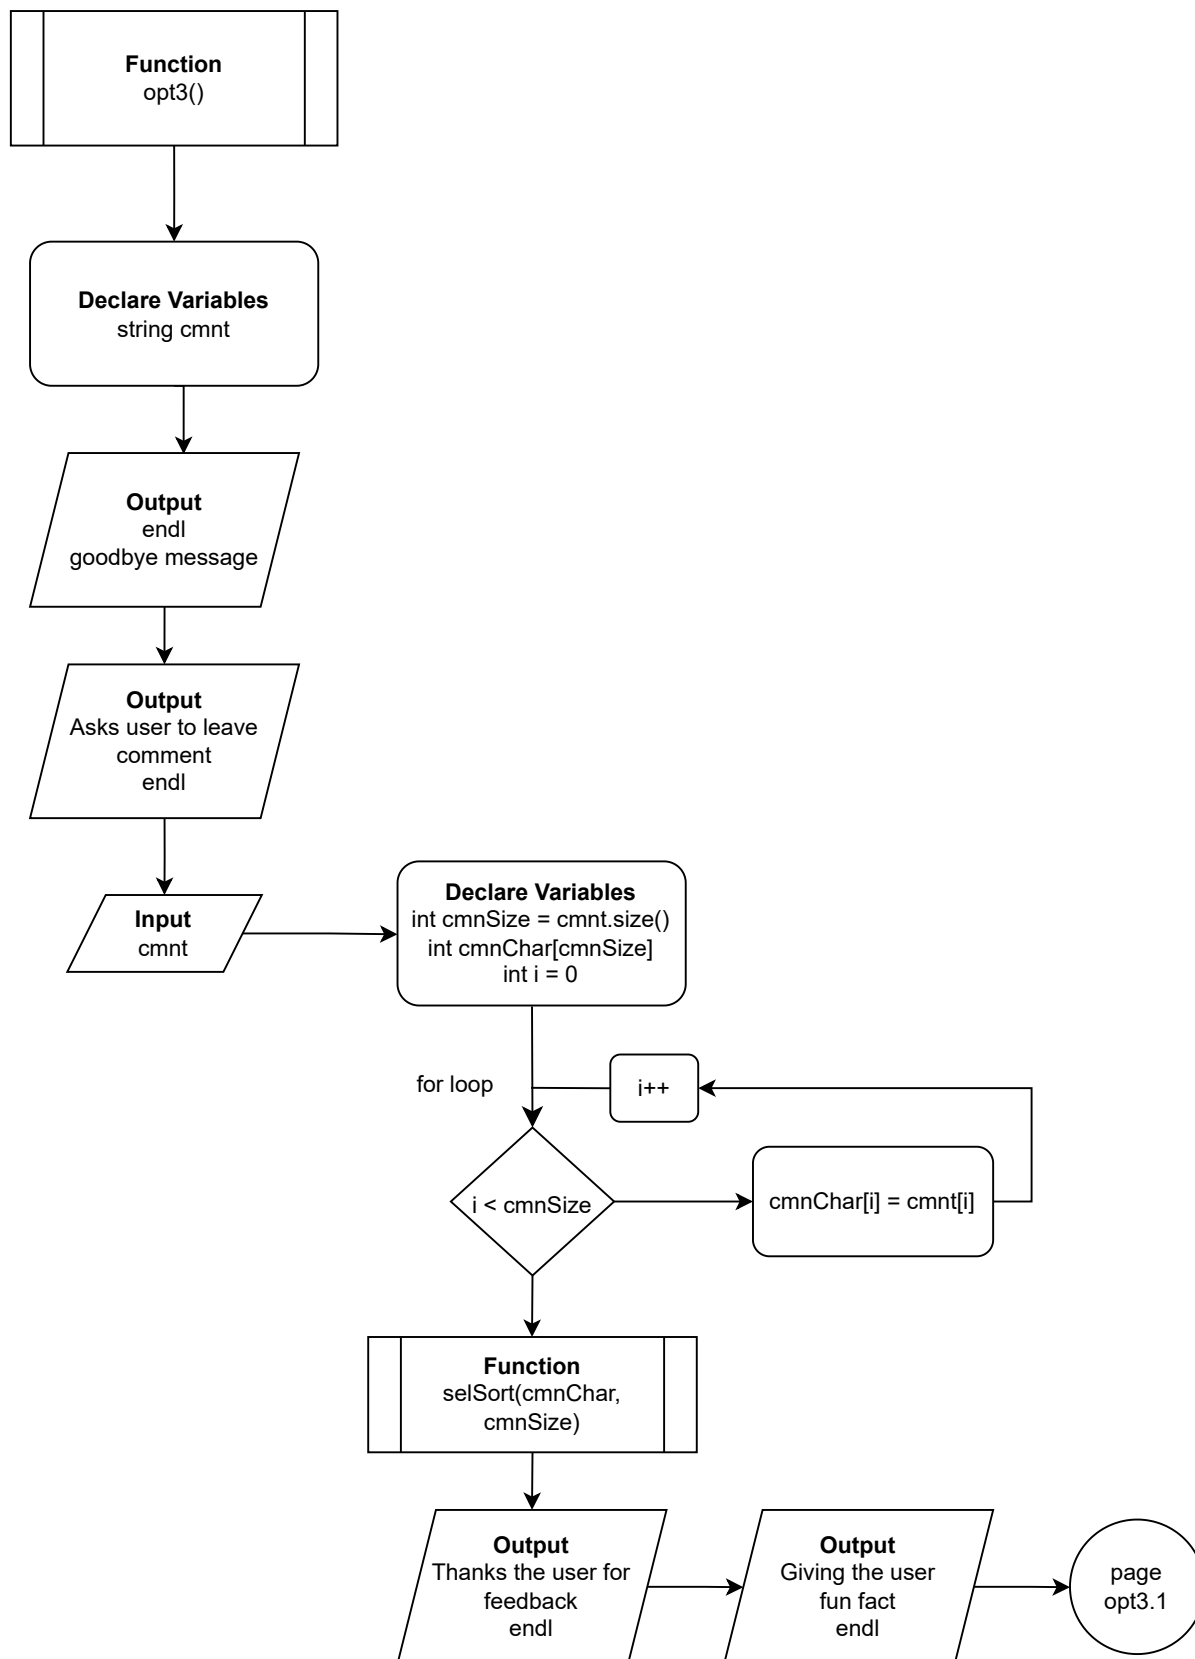 Function
opt3()
Declare Variables
string cmnt
Output
endl
goodbye message
Output
Asks user to leave
comment
endl
Input
cmnt
Declare Variables
int cmnSize = cmnt.size()
int cmnChar[cmnSize]
int i = 0
for loop
i++
i < cmnSize
cmnChar[i] = cmnt[i]
Function
selSort(cmnChar,
cmnSize)
Output
Thanks the user for
feedback
endl
Output
Giving the user
fun fact
endl
page
opt3.1